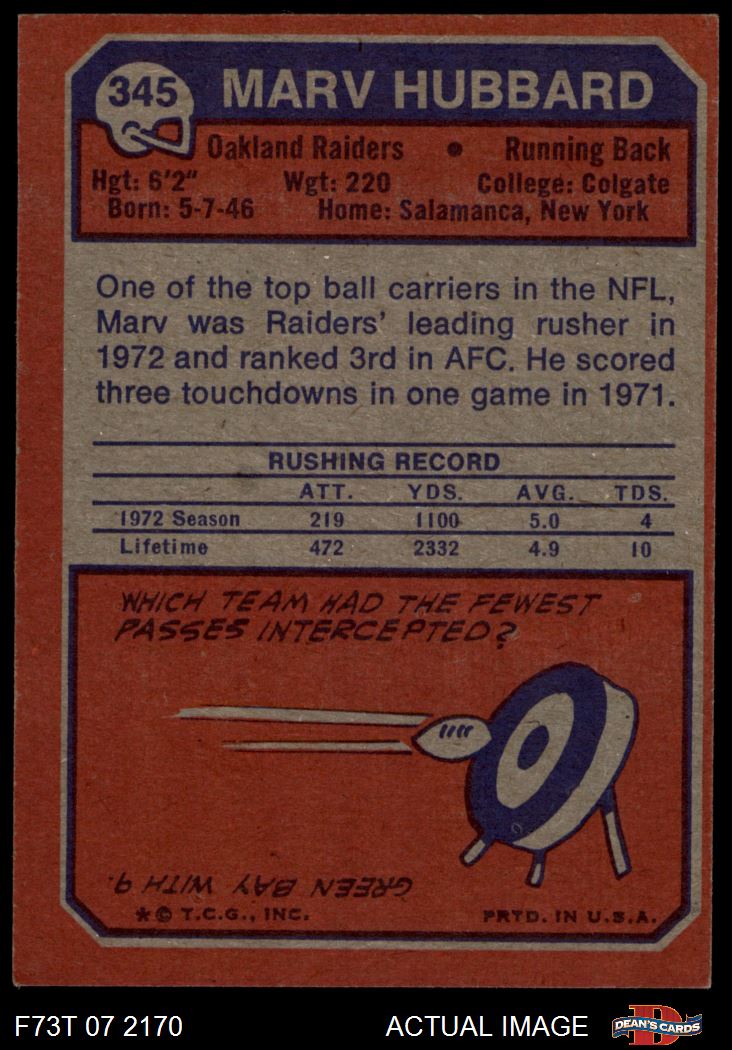 345 MARV HUBBARD
Oakland Raiders • Running Back
Hgt: 6'2" Wgt: 220 College: Colgate
Born: 5-7-46 Home: Salamanca, New York
One of the top ball carriers in the NFL,
Marv was Raiders' leading rusher in
1972 and ranked 3rd in AFC. He scored
three touchdowns in one game in 1971.
RUSHING RECORD
ATT. YDS. AVG. TDS.
1972 Season 219 1100 5.0 4
Lifetime 472 2332 4.9 10
WHICH TEAM HAD THE FEWEST
PASSES INTERCEPTED?
GREEN BAY WITH 9.
*© T.C.G., INC. PRTD. IN U.S.A.
F73T 07 2170 ACTUAL IMAGE D DEAN'S CARDS